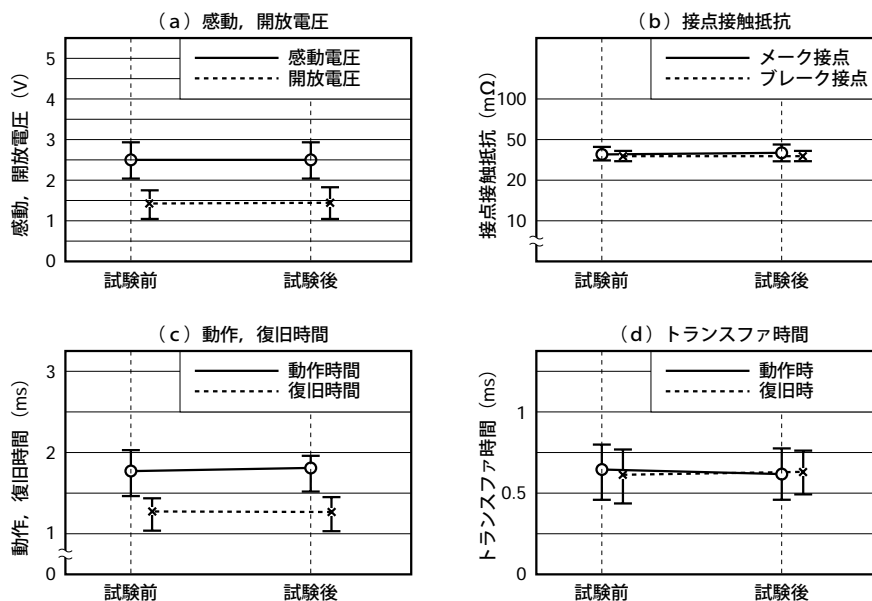 (a) 感動，開放電圧
感動電圧
開放電圧
感動，開放電圧 (V)
5
4
3
2
1
0
試験前
試験後
(b) 接点接触抵抗
メーク接点
ブレーク接点
接点接触抵抗 (mΩ)
100
50
20
10
試験前
試験後
(c) 動作，復旧時間
動作時間
復旧時間
動作，復旧時間 (ms)
3
2
1
0
試験前
試験後
(d) トランスファ時間
動作時
復旧時
トランスファ時間 (ms)
1
0.5
0
試験前
試験後